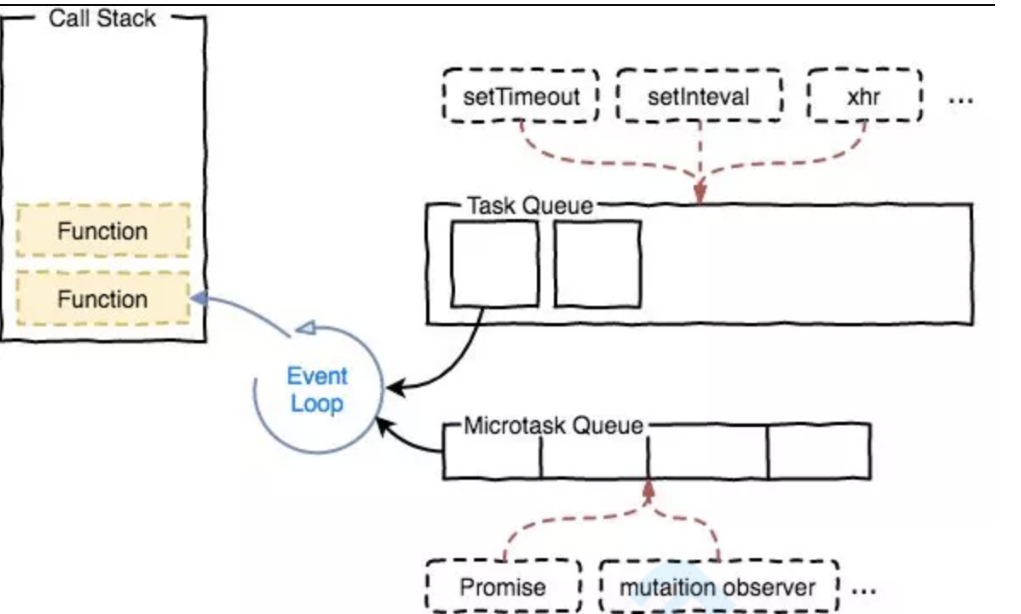 Call Stack
setTimeout
setInteval
xhr
...
Task Queue
Function
Function
Event
Loop
Microtask Queue
Promise
mutaition observer
...